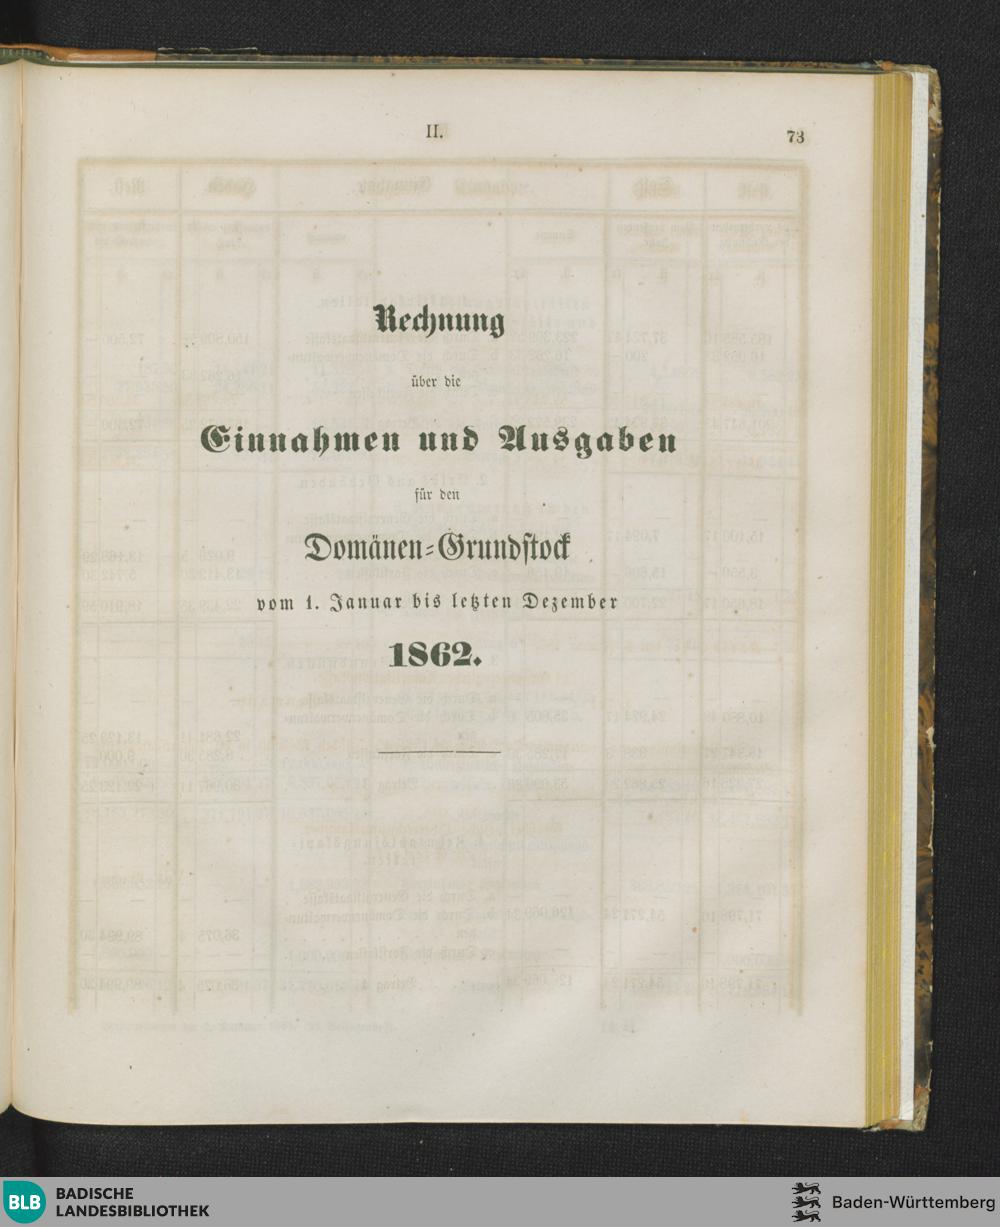 II.
73
Rechnung
über die
Einnahmen und Ausgaben
für den
Domänen-Grundstock
vom 1. Januar bis letzten Dezember
1862.
BLB
BADISCHE
LANDESBIBLIOTHEK
Baden-Württemberg